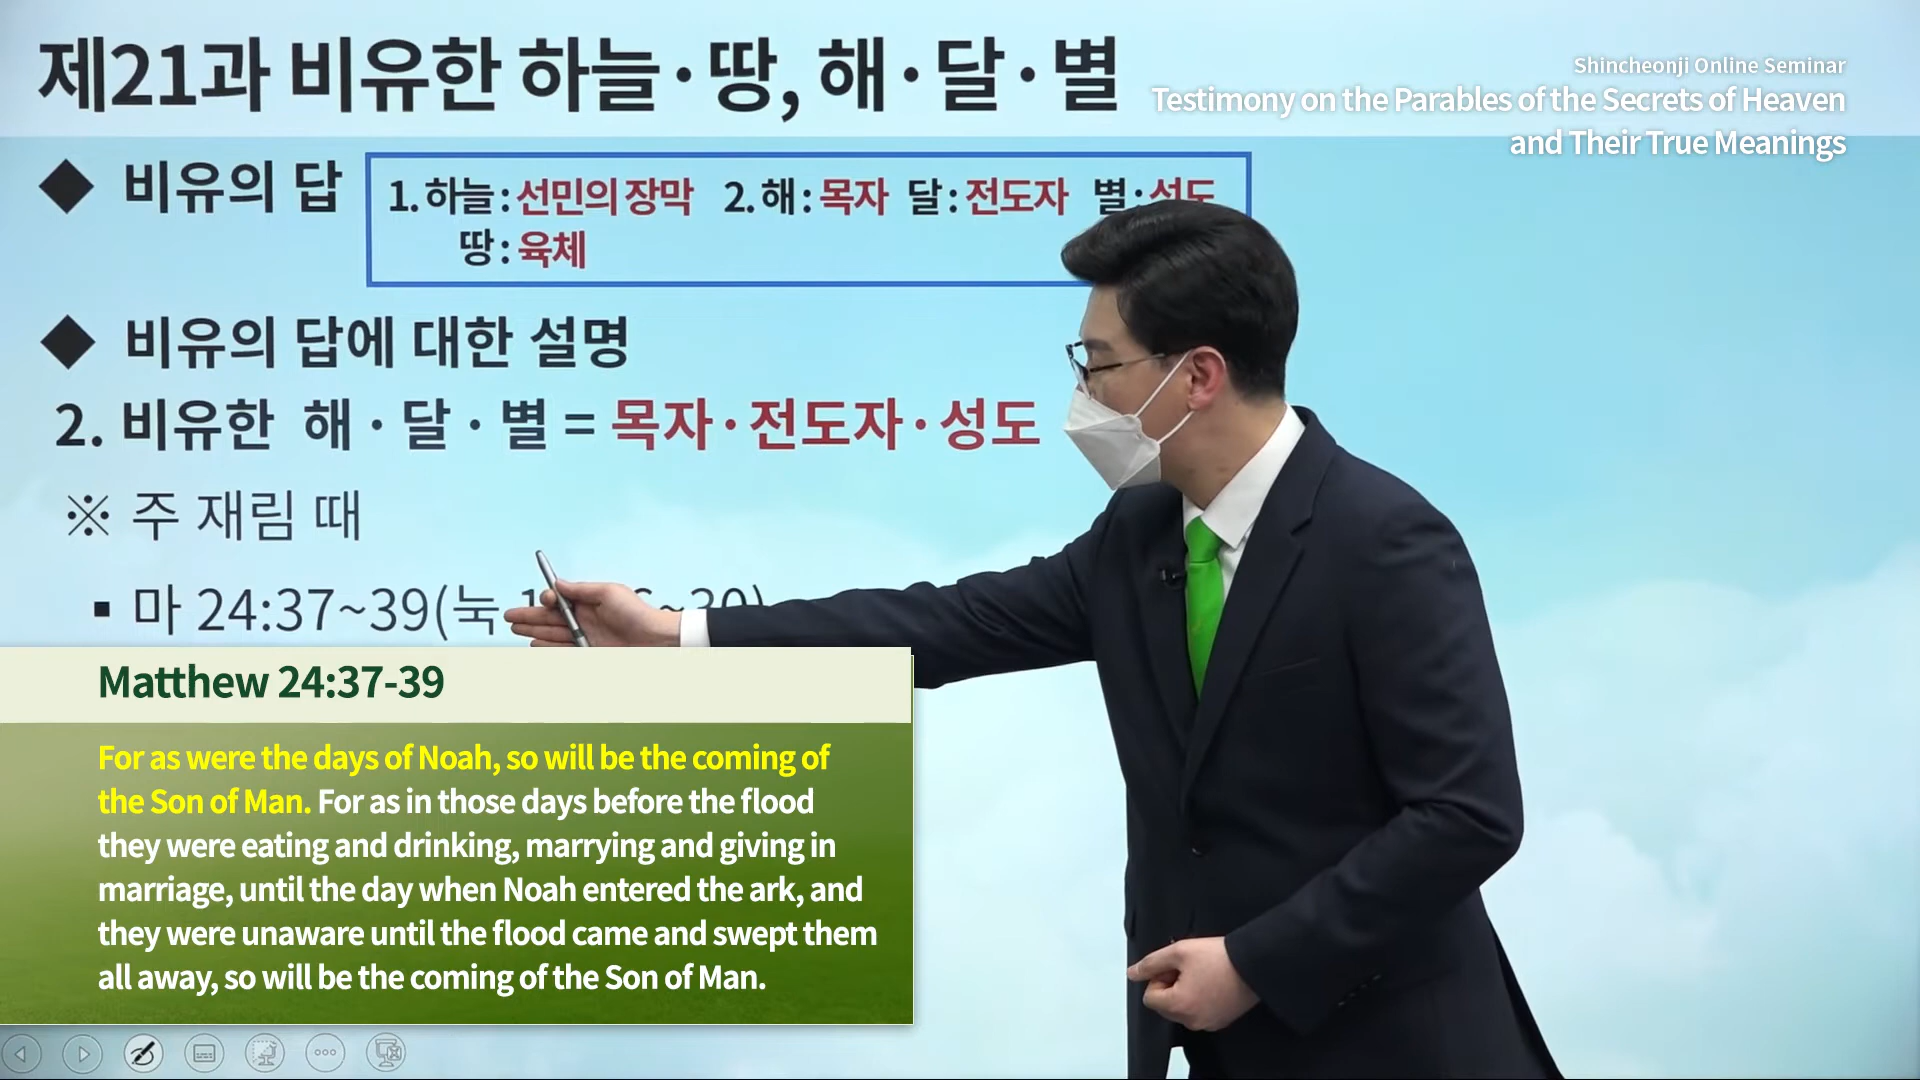 제21과 비유한 하늘·땅, 해·달·별
Shincheonji Online Seminar
Testimony on the Parables of the Secrets of Heaven
and Their True Meanings
◆ 비유의 답
1. 하늘 : 선민의 장막 2. 해 : 목자 달 : 전도자 별 : 성도
땅 : 육체
◆ 비유의 답에 대한 설명
2. 비유한 해 · 달 · 별 = 목자 · 전도자 · 성도
※ 주 재림 때
▪ 마 24:37~39(눅
Matthew 24:37-39
For as were the days of Noah, so will be the coming of
the Son of Man. For as in those days before the flood
they were eating and drinking, marrying and giving in
marriage, until the day when Noah entered the ark, and
they were unaware until the flood came and swept them
all away, so will be the coming of the Son of Man.